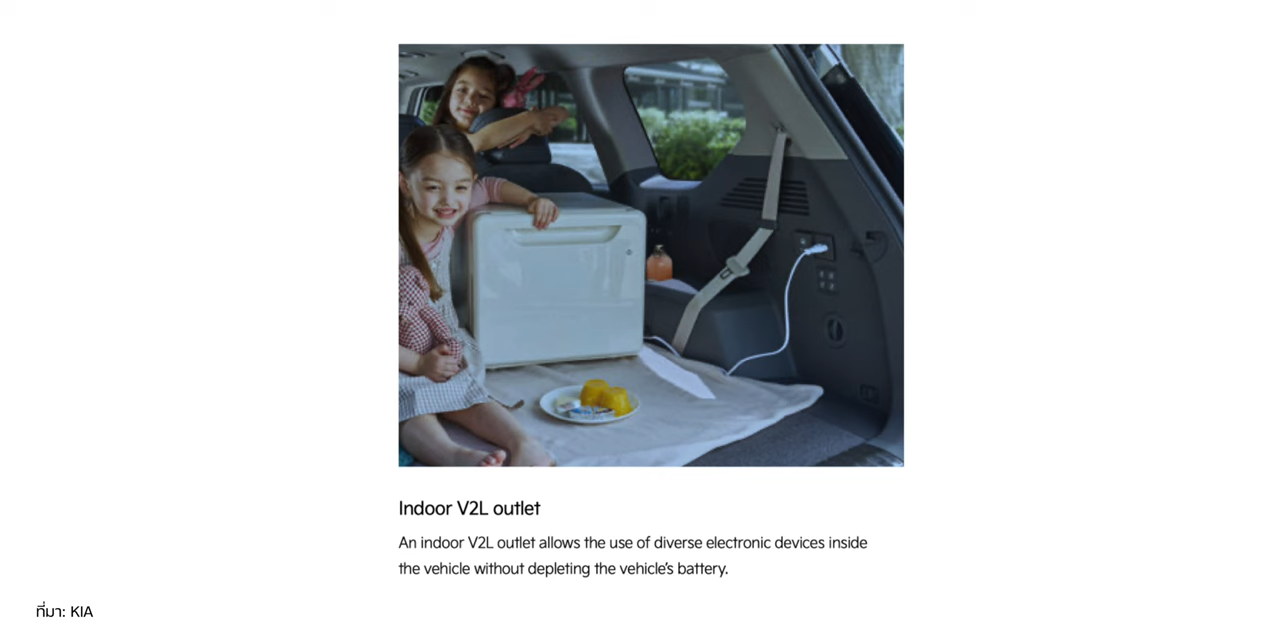 Indoor V2L outlet
An indoor V2L outlet allows the use of diverse electronic devices inside
the vehicle without depleting the vehicle's battery.
ที่มา: KIA